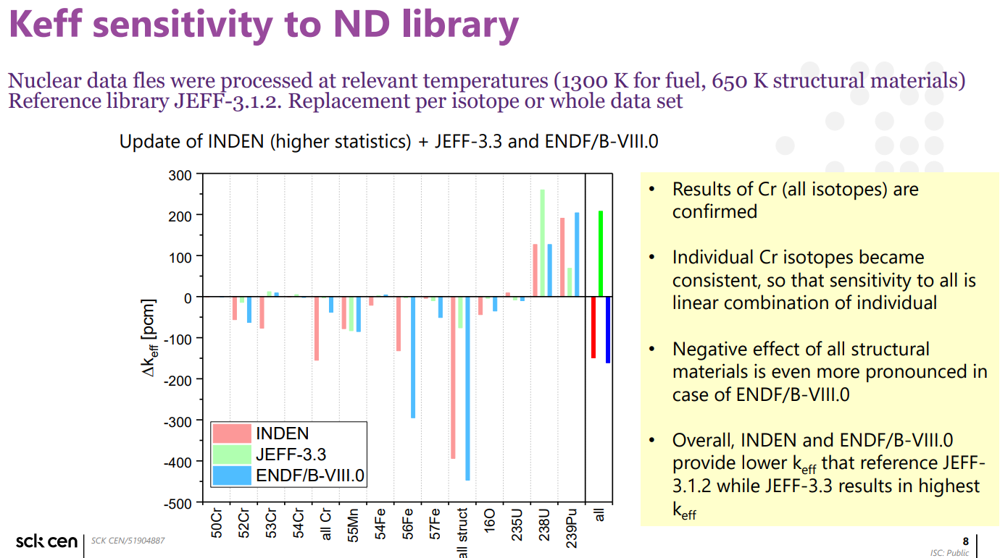 Keff sensitivity to ND library
Nuclear data fles were processed at relevant temperatures (1300 K for fuel, 650 K structural materials)
Reference library JEFF-3.1.2. Replacement per isotope or whole data set
Update of INDEN (higher statistics) + JEFF-3.3 and ENDF/B-VIII.0
300
200
100
0
-100
-200
-300
-400
-500
Δkeff [pcm]
INDEN
JEFF-3.3
ENDF/B-VIII.0
50Cr
52Cr
53Cr
54Cr
all Cr
55Mn
54Fe
56Fe
57Fe
all struct
16O
235U
238U
239Pu
all
• Results of Cr (all isotopes) are
confirmed
• Individual Cr isotopes became
consistent, so that sensitivity to all is
linear combination of individual
• Negative effect of all structural
materials is even more pronounced in
case of ENDF/B-VIII.0
• Overall, INDEN and ENDF/B-VIII.0
provide lower keff that reference JEFF-
3.1.2 while JEFF-3.3 results in highest
keff
sck cen
SCK CEN/51904887
8
ISC: Public